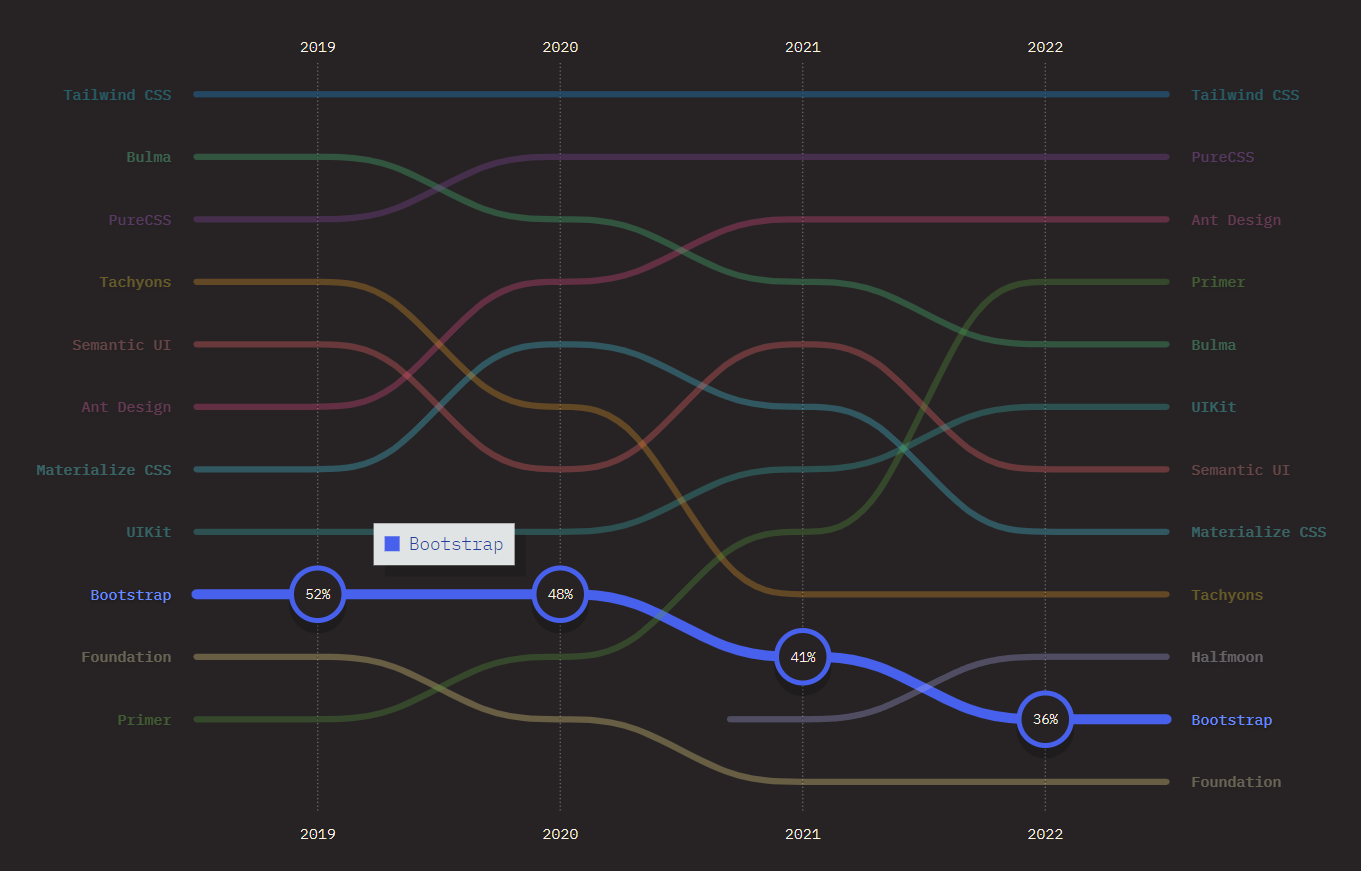 2019 2020 2021 2022
Tailwind CSS Tailwind CSS
Bulma PureCSS
PureCSS Ant Design
Tachyons Primer
Semantic UI Bulma
Ant Design UIKit
Materialize CSS Semantic UI
UIKit Materialize CSS
Bootstrap
Bootstrap 52% 48% Tachyons
Foundation 41% Halfmoon
Primer 36% Bootstrap
Foundation
2019 2020 2021 2022